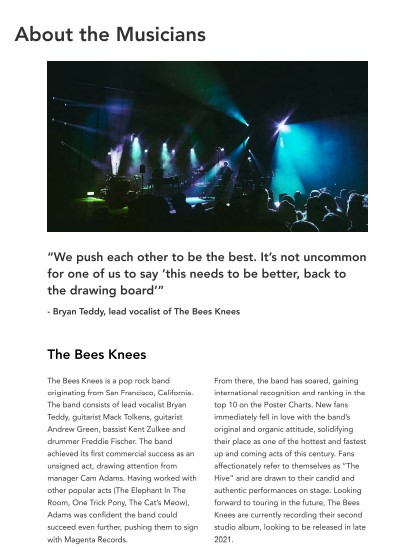 About the Musicians
“We push each other to be the best. It’s not uncommon
for one of us to say ‘this needs to be better, back to
the drawing board’”
- Bryan Teddy, lead vocalist of The Bees Knees
The Bees Knees
The Bees Knees is a pop rock band
originating from San Francisco, California.
The band consists of lead vocalist Bryan
Teddy, guitarist Mack Tolkens, guitarist
Andrew Green, bassist Kent Zulkee and
drummer Freddie Fischer. The band
achieved its first commercial success as an
unsigned act, drawing attention from
manager Cam Adams. Having worked with
other popular acts (The Elephant In The
Room, One Trick Pony, The Cat’s Meow),
Adams was confident the band could
succeed even further, pushing them to sign
with Magenta Records.
From there, the band has soared, gaining
international recognition and ranking in the
top 10 on the Poster Charts. New fans
immediately fell in love with the band’s
original and organic attitude, solidifying
their place as one of the hottest and fastest
up and coming acts of this century. Fans
affectionately refer to themselves as “The
Hive” and are drawn to their candid and
authentic performances on stage. Looking
forward to touring in the future, The Bees
Knees are currently recording their second
studio album, looking to be released in late
2021.